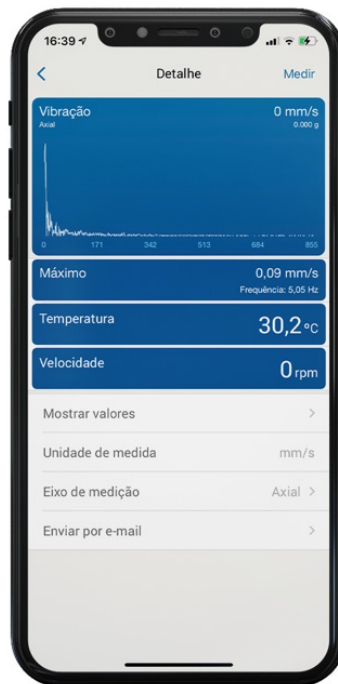 16:39
Detalhe
Medir
Vibração
0 mm/s
Axial
0.000 g
0 171 342 513 684 855
Máximo
0,09 mm/s
Frequência: 5,05 Hz
Temperatura
30,2 °C
Velocidade
0 rpm
Mostrar valores
Unidade de medida
mm/s
Eixo de medição
Axial
Enviar por e-mail